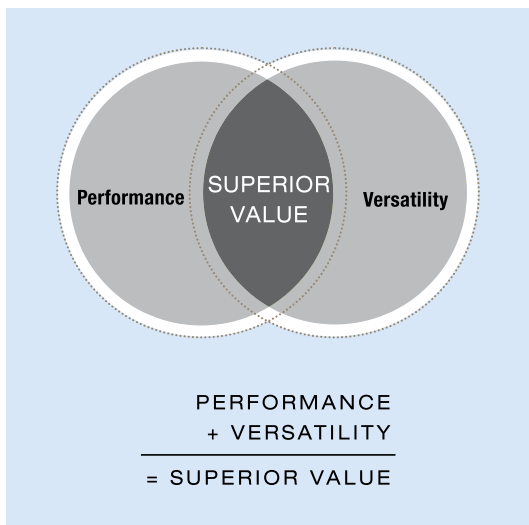 Performance
SUPERIOR
VALUE
Versatility
PERFORMANCE
+ VERSATILITY
= SUPERIOR VALUE